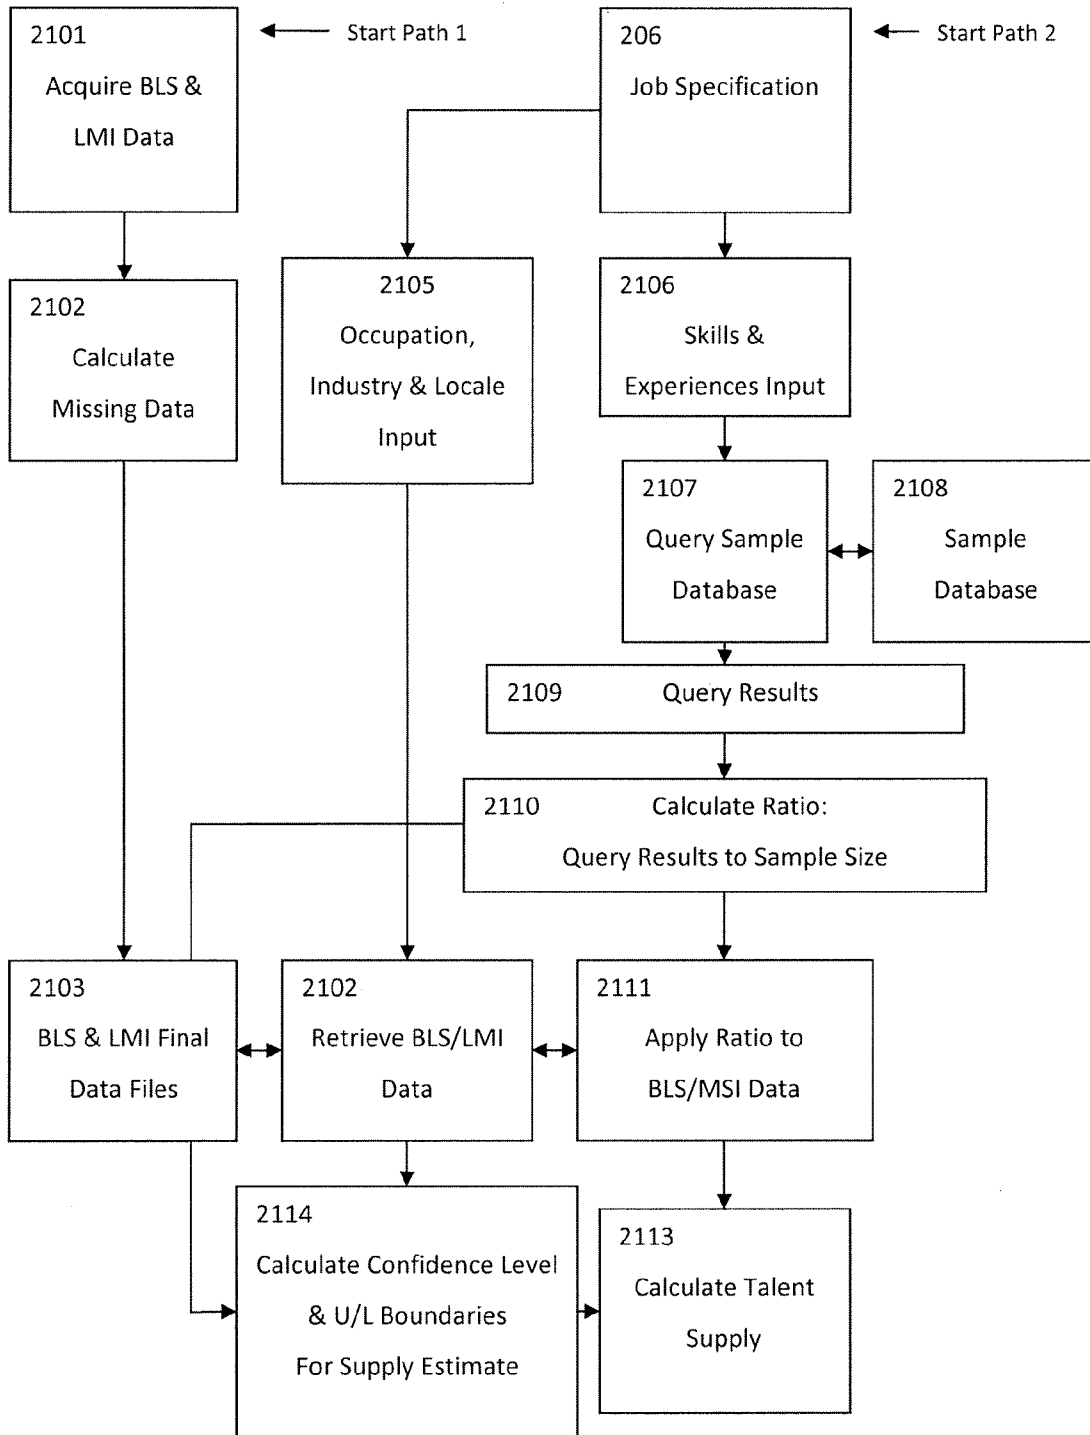 2101
Acquire BLS &
LMI Data
Start Path 1
206
Job Specification
Start Path 2
2102
Calculate
Missing Data
2105
Occupation,
Industry & Locale
Input
2106
Skills &
Experiences Input
2107
Query Sample
Database
2108
Sample
Database
2109 Query Results
2110 Calculate Ratio:
Query Results to Sample Size
2103
BLS & LMI Final
Data Files
2102
Retrieve BLS/LMI
Data
2111
Apply Ratio to
BLS/MSI Data
2114
Calculate Confidence Level
& U/L Boundaries
For Supply Estimate
2113
Calculate Talent
Supply